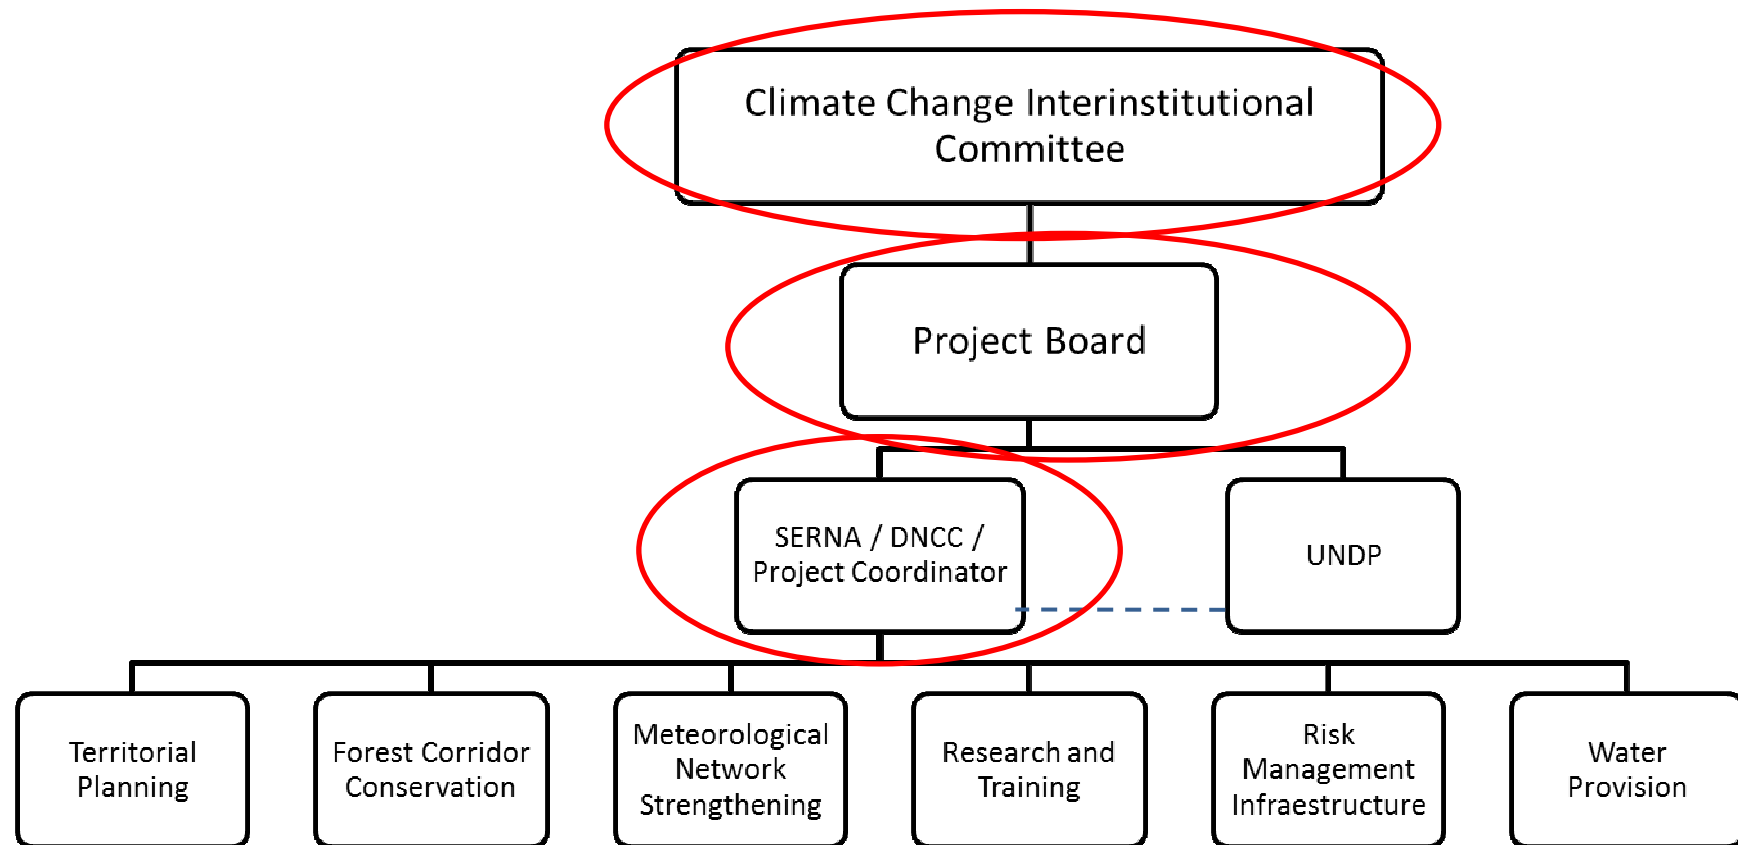 Climate Change Interinstitutional
Committee
Project Board
SERNA / DNCC /
Project Coordinator
UNDP
Territorial
Planning
Forest Corridor
Conservation
Meteorological
Network
Strengthening
Research and
Training
Risk
Management
Infraestructure
Water
Provision